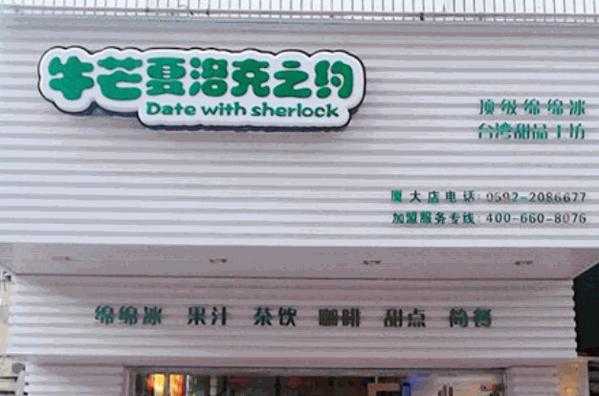 牛芒夏洛克之约
Date with sherlock
顶级绵绵冰
台湾甜品工坊
厦大店电话:0592-2086677
加盟服务专线:400-660-8076
绵绵冰 果汁 茶饮 咖啡 甜点 简餐